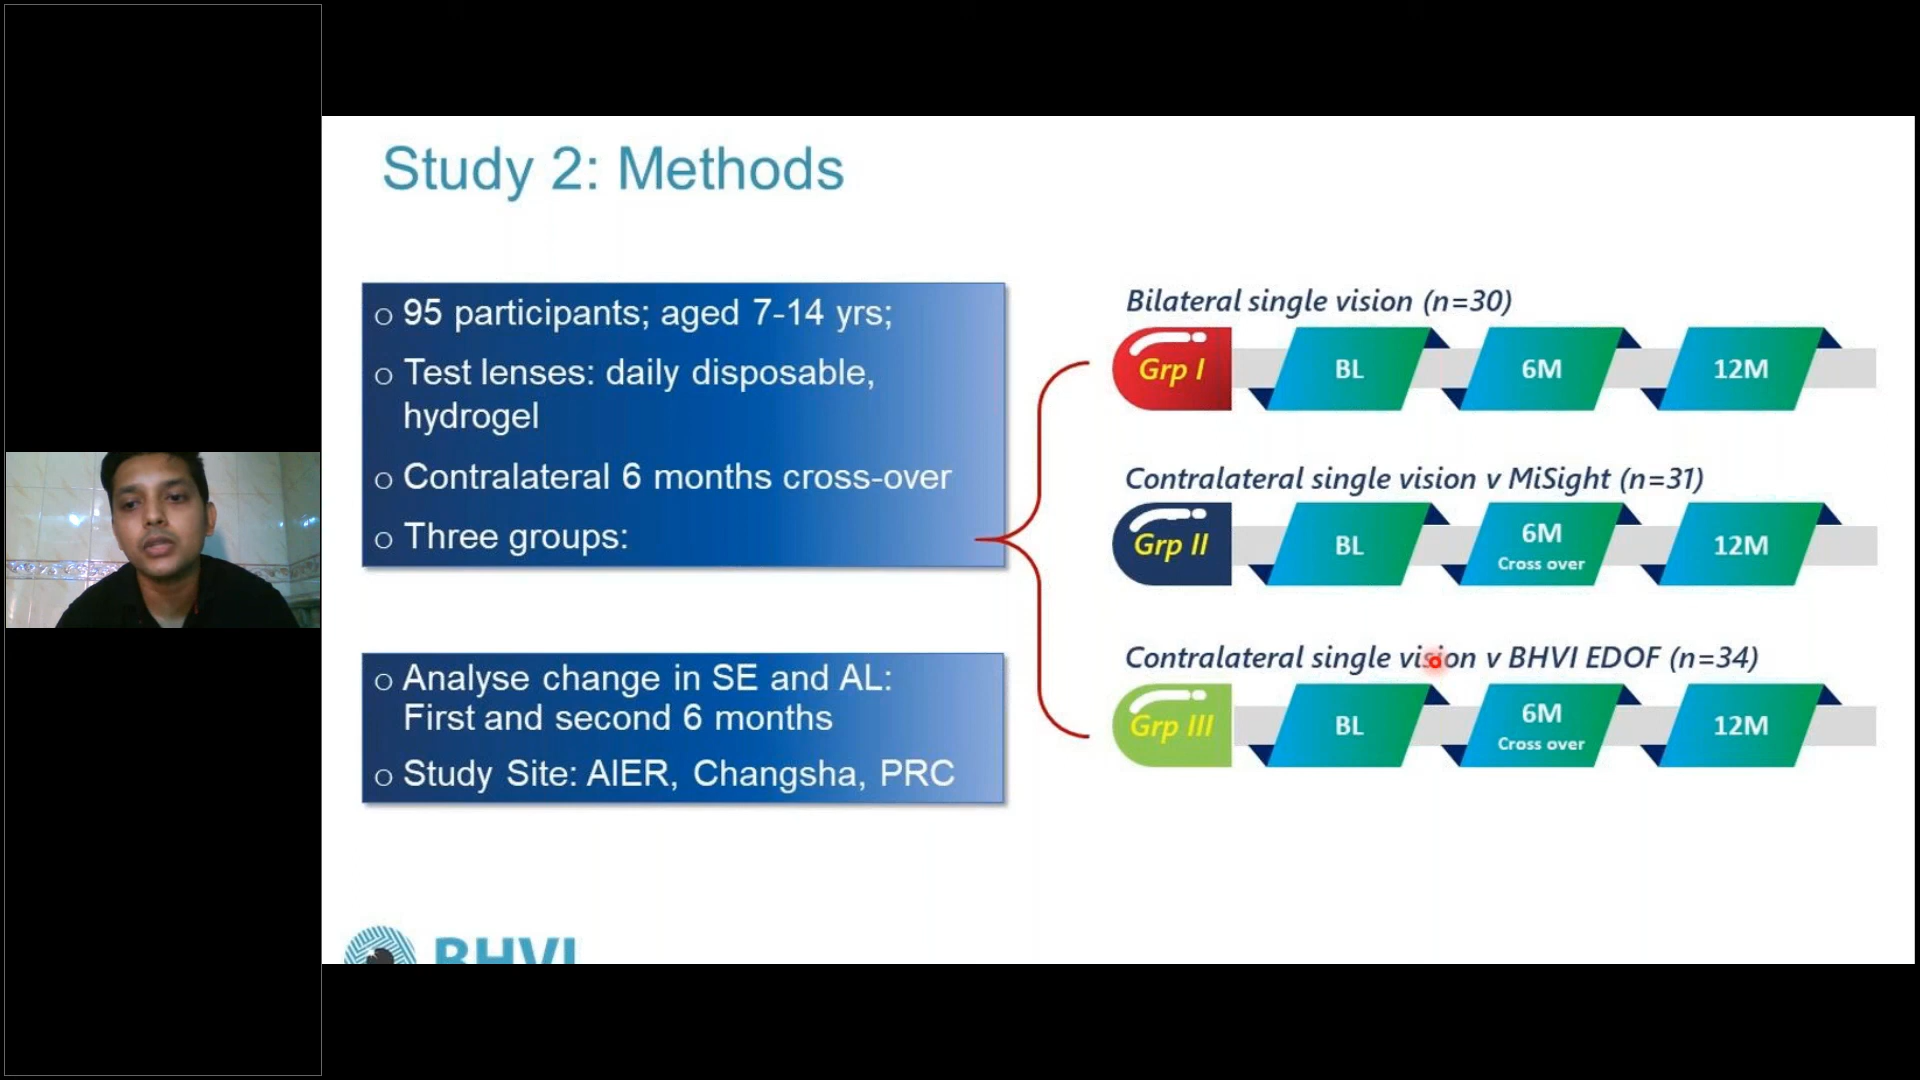 Study 2: Methods
o 95 participants; aged 7-14 yrs;
o Test lenses: daily disposable,
hydrogel
o Contralateral 6 months cross-over
o Three groups:
o Analyse change in SE and AL:
First and second 6 months
o Study Site: AIER, Changsha, PRC
Bilateral single vision (n=30)
Grp I BL 6M 12M
Contralateral single vision v MiSight (n=31)
Grp II BL 6M 12M
Cross over
Contralateral single vision v BHVI EDOF (n=34)
Grp III BL 6M 12M
Cross over
BHVI